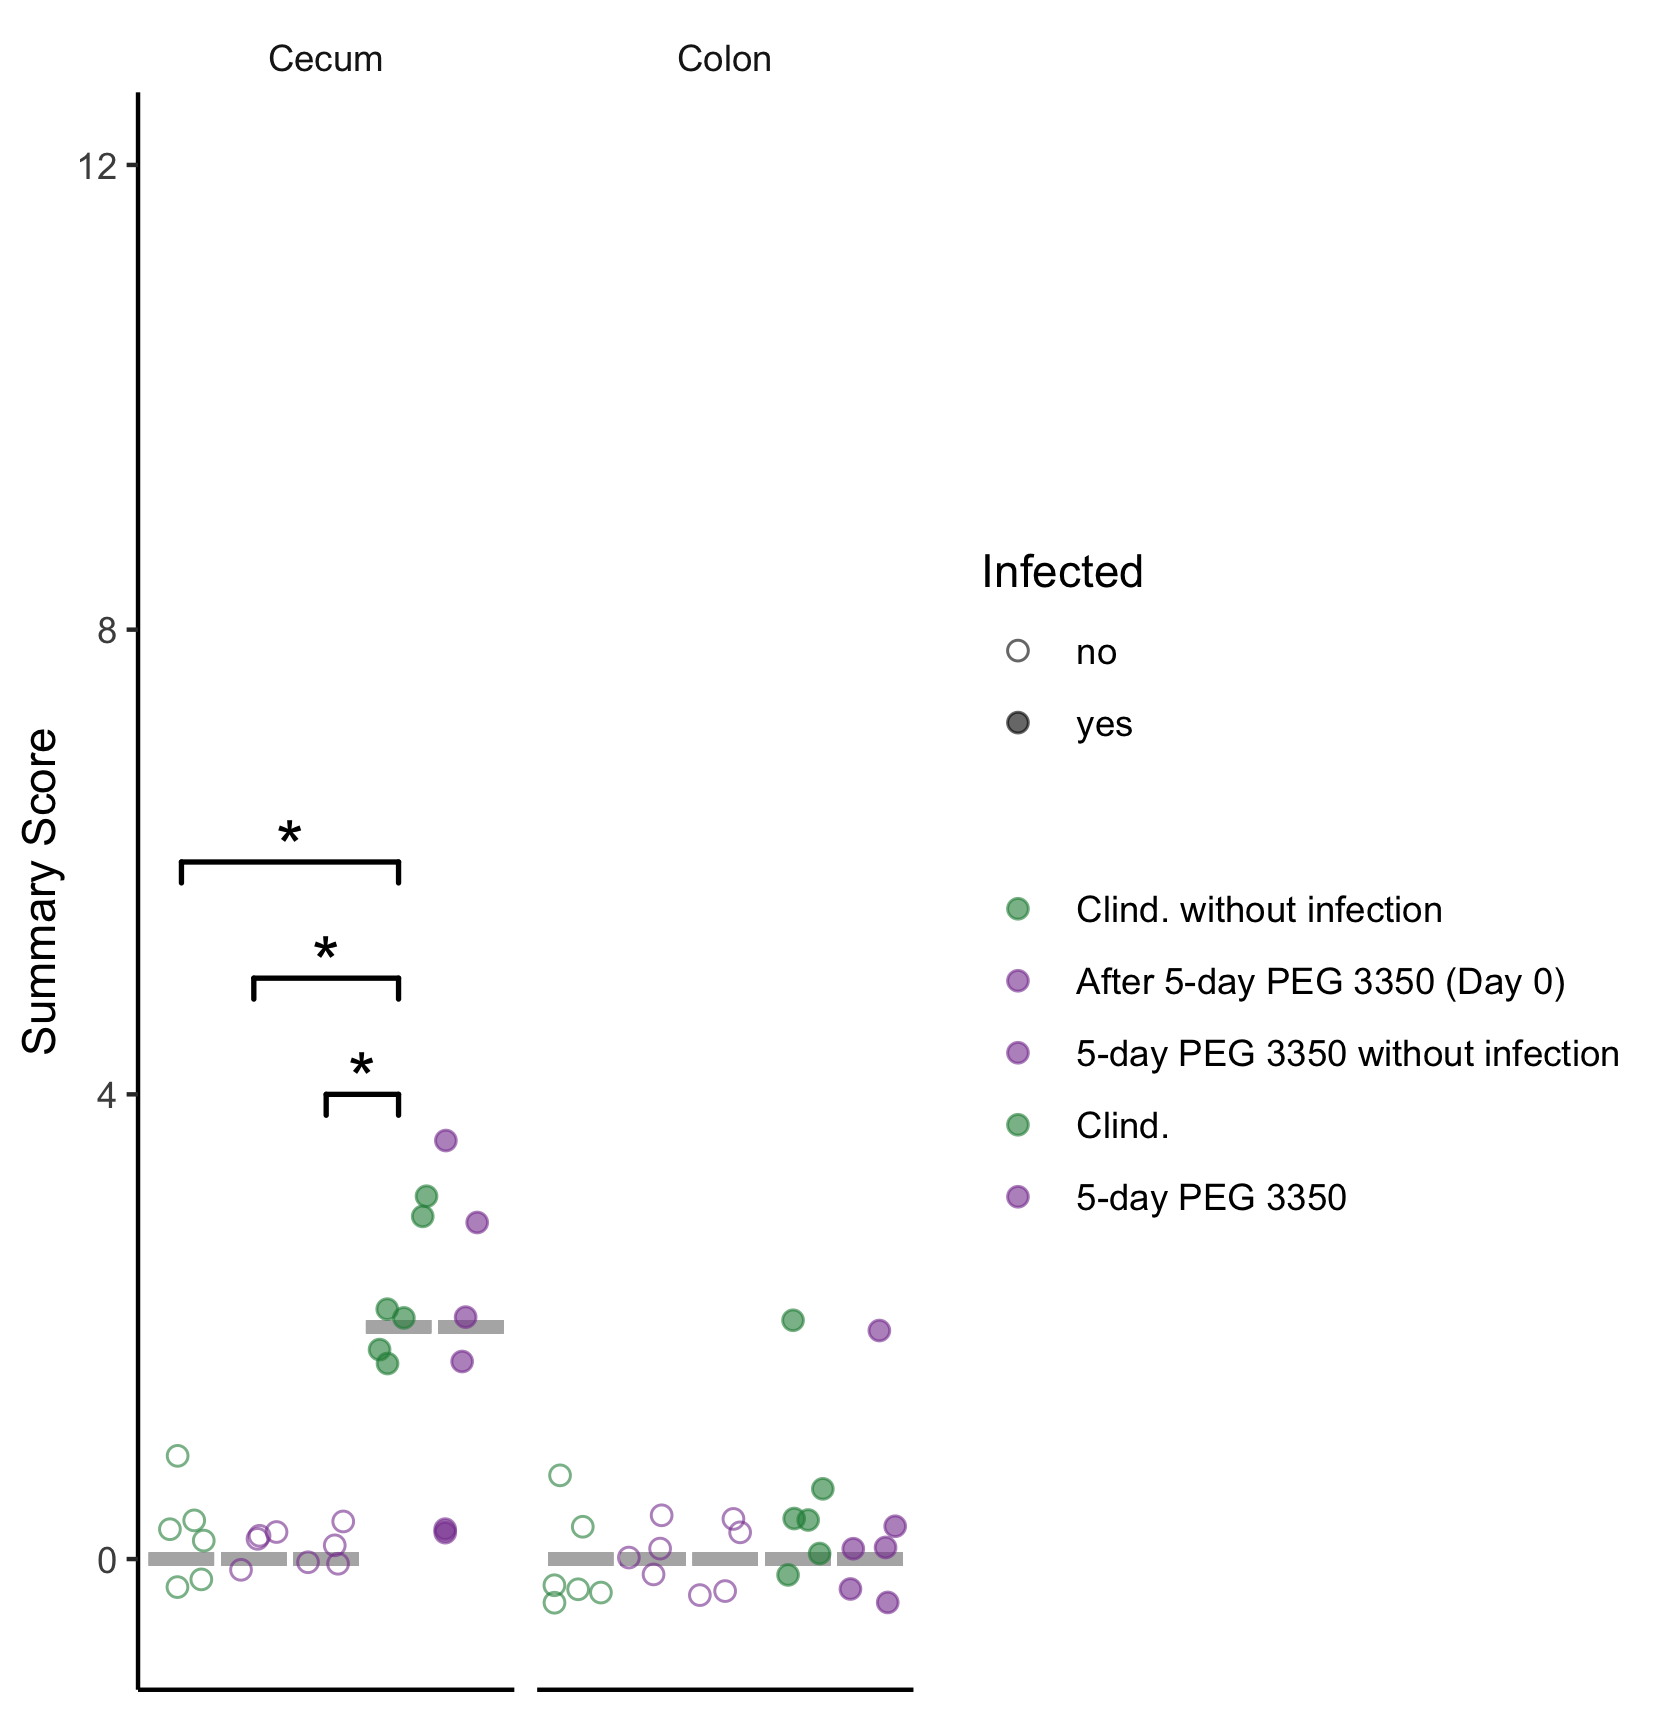 Cecum Colon
12
8
4
0
Summary Score
*
*
*
Infected
no
yes
Clind. without infection
After 5-day PEG 3350 (Day 0)
5-day PEG 3350 without infection
Clind.
5-day PEG 3350